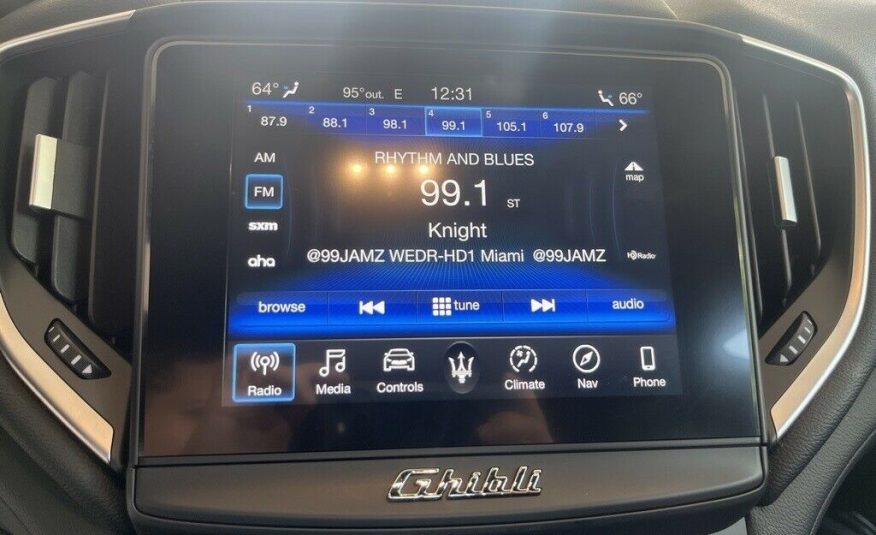 64° 95° out. E 12:31 66°
1 87.9 2 88.1 3 98.1 4 99.1 5 105.1 6 107.9
AM RHYTHM AND BLUES
map
FM 99.1 ST
sxm Knight
aha @99JAMZ WEDR-HD1 Miami @99JAMZ HD Radio
browse tune audio
Radio Media Controls Climate Nav Phone
Ghibli